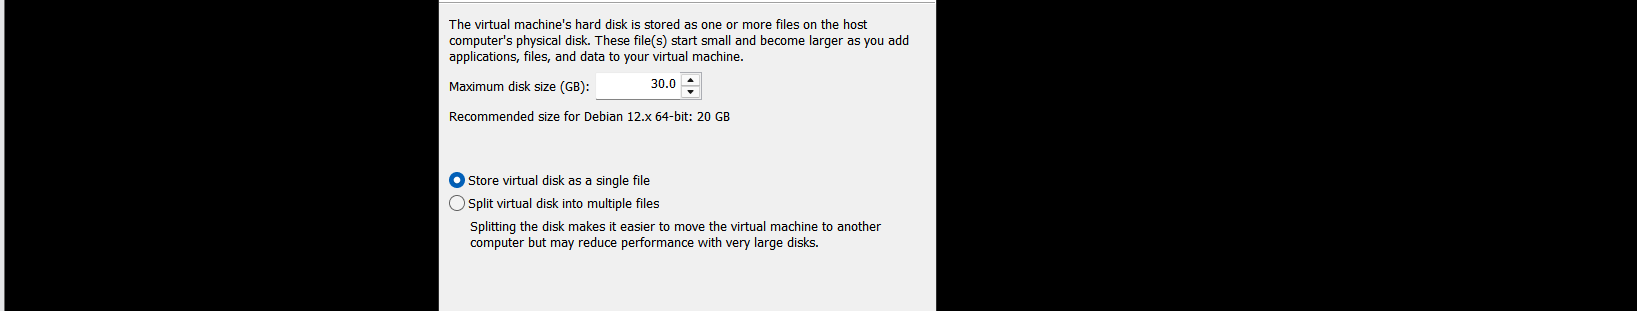 The virtual machine's hard disk is stored as one or more files on the host
computer's physical disk. These file(s) start small and become larger as you add
applications, files, and data to your virtual machine.
Maximum disk size (GB): 30.0
Recommended size for Debian 12.x 64-bit: 20 GB
Store virtual disk as a single file
Split virtual disk into multiple files
Splitting the disk makes it easier to move the virtual machine to another
computer but may reduce performance with very large disks.